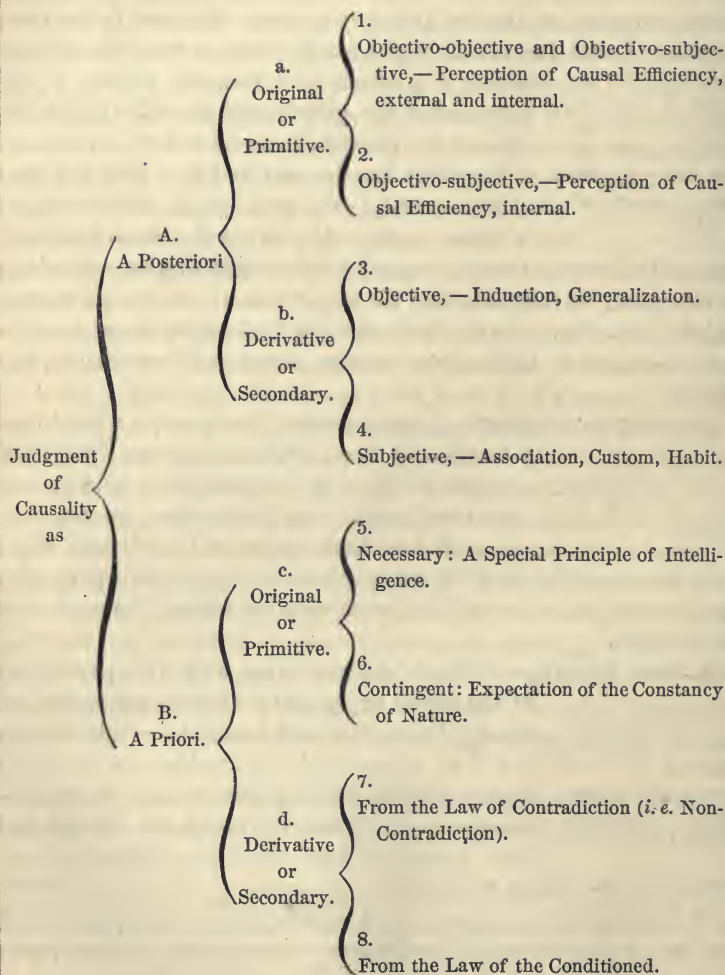 1.
Objectivo-objective and Objectivo-subjec-
tive,—Perception of Causal Efficiency,
external and internal.
a.
Original
or
Primitive.
2.
Objectivo-subjective,—Perception of Cau-
sal Efficiency, internal.
A.
A Posteriori
3.
Objective, — Induction, Generalization.
b.
Derivative
or
Secondary.
4.
Subjective, — Association, Custom, Habit.
Judgment
of
Causality
as
5.
Necessary: A Special Principle of Intelli-
gence.
c.
Original
or
Primitive.
6.
Contingent: Expectation of the Constancy
of Nature.
B.
A Priori.
7.
From the Law of Contradiction (i. e. Non-
Contradiction).
d.
Derivative
or
Secondary.
8.
From the Law of the Conditioned.